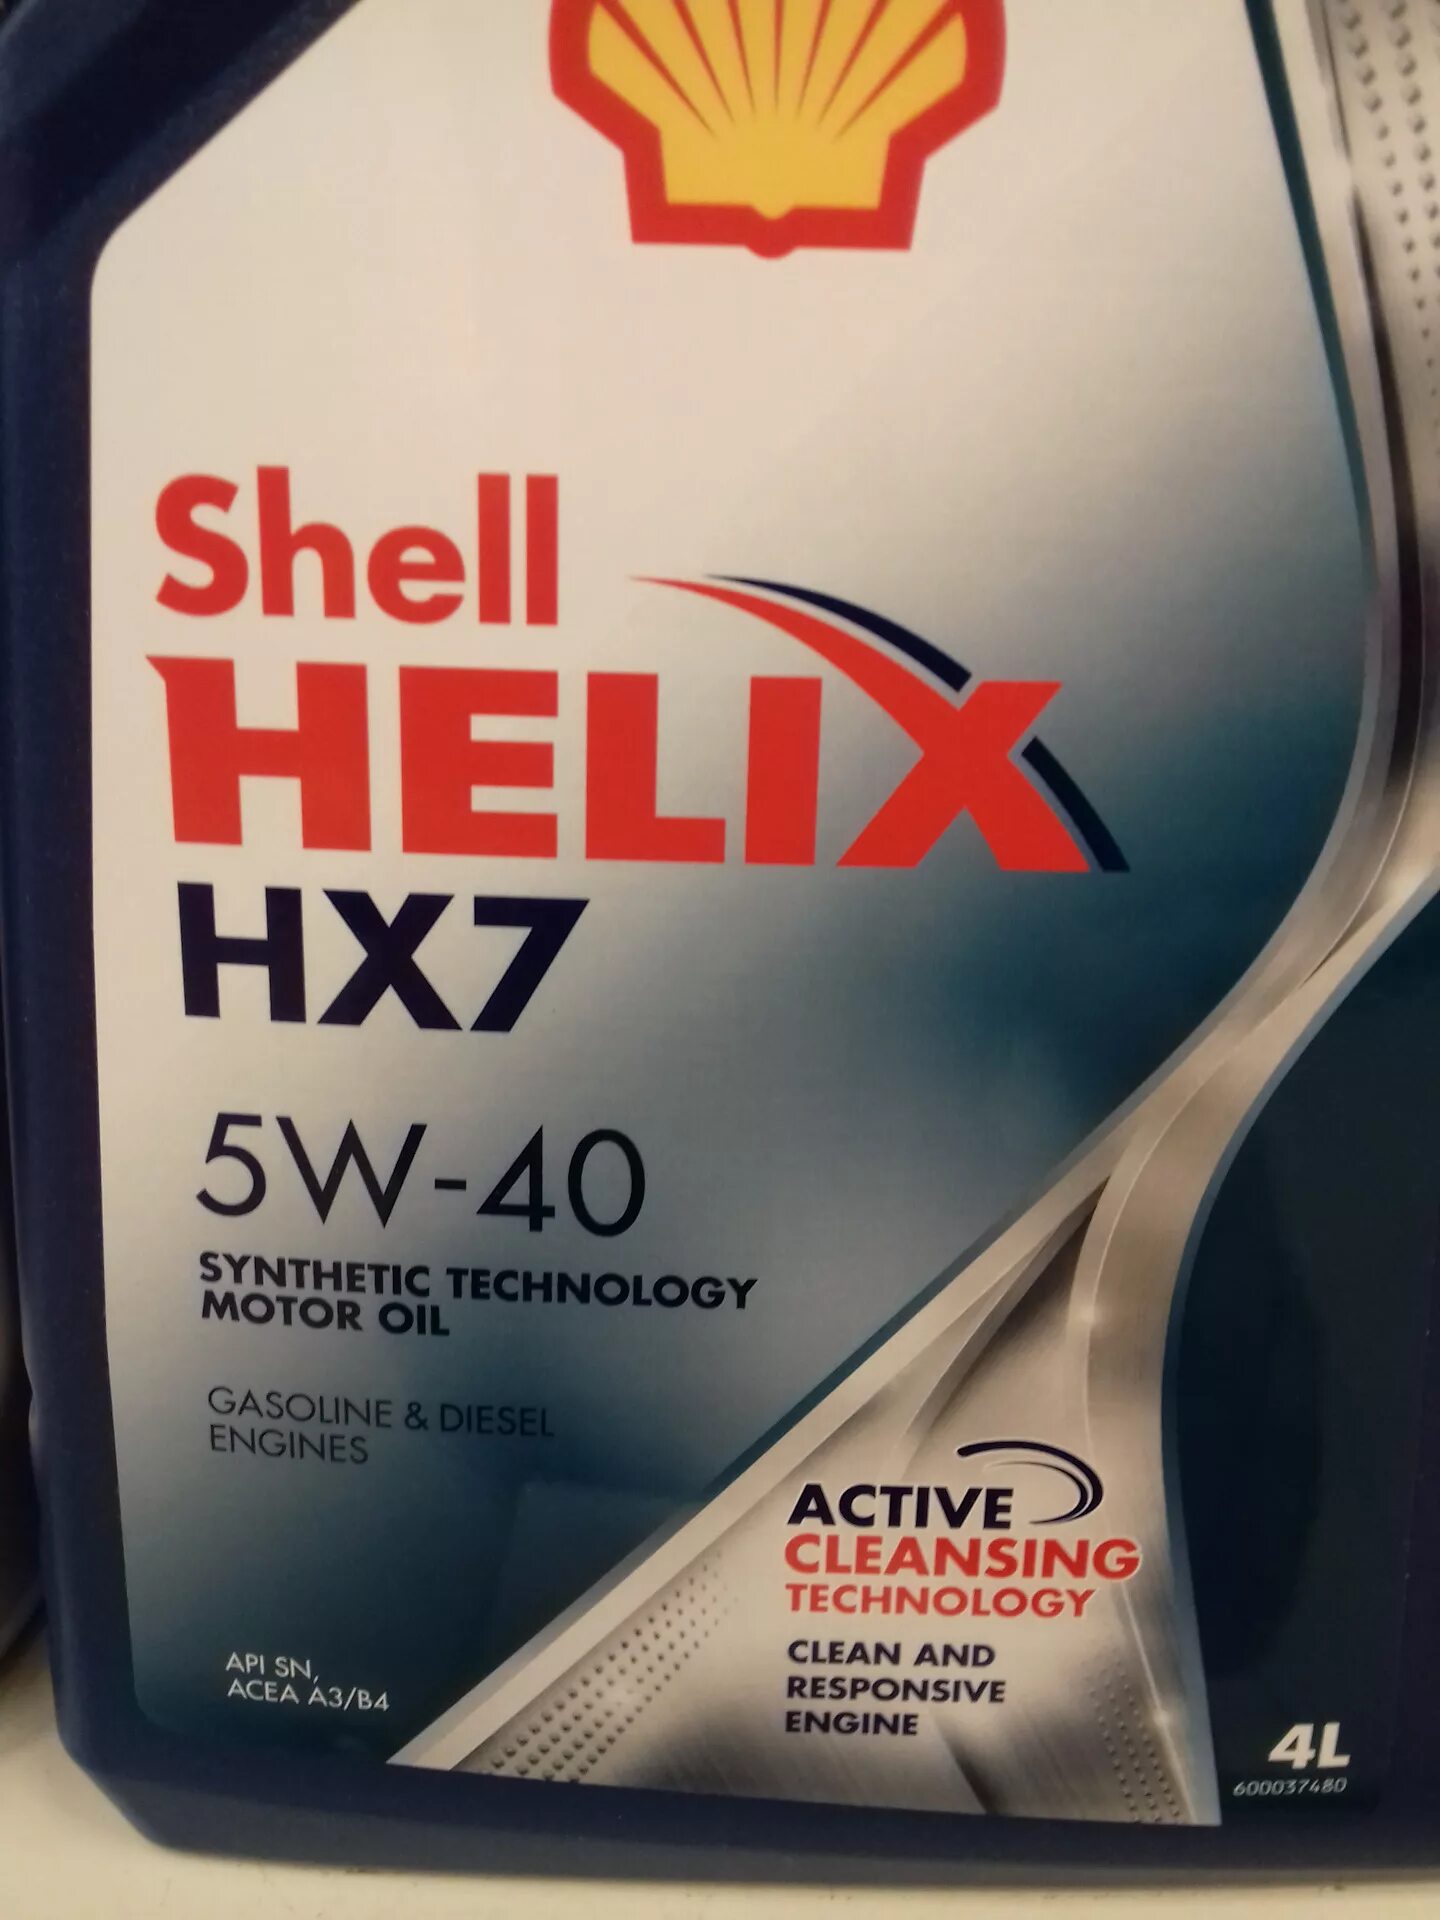 Shell
HELIX
HX7
5W-40
SYNTHETIC TECHNOLOGY
MOTOR OIL
GASOLINE & DIESEL
ENGINES
ACTIVE
CLEANSING
TECHNOLOGY
CLEAN AND
RESPONSIVE
ENGINE
API SN,
ACEA A3/B4
4L
600037480